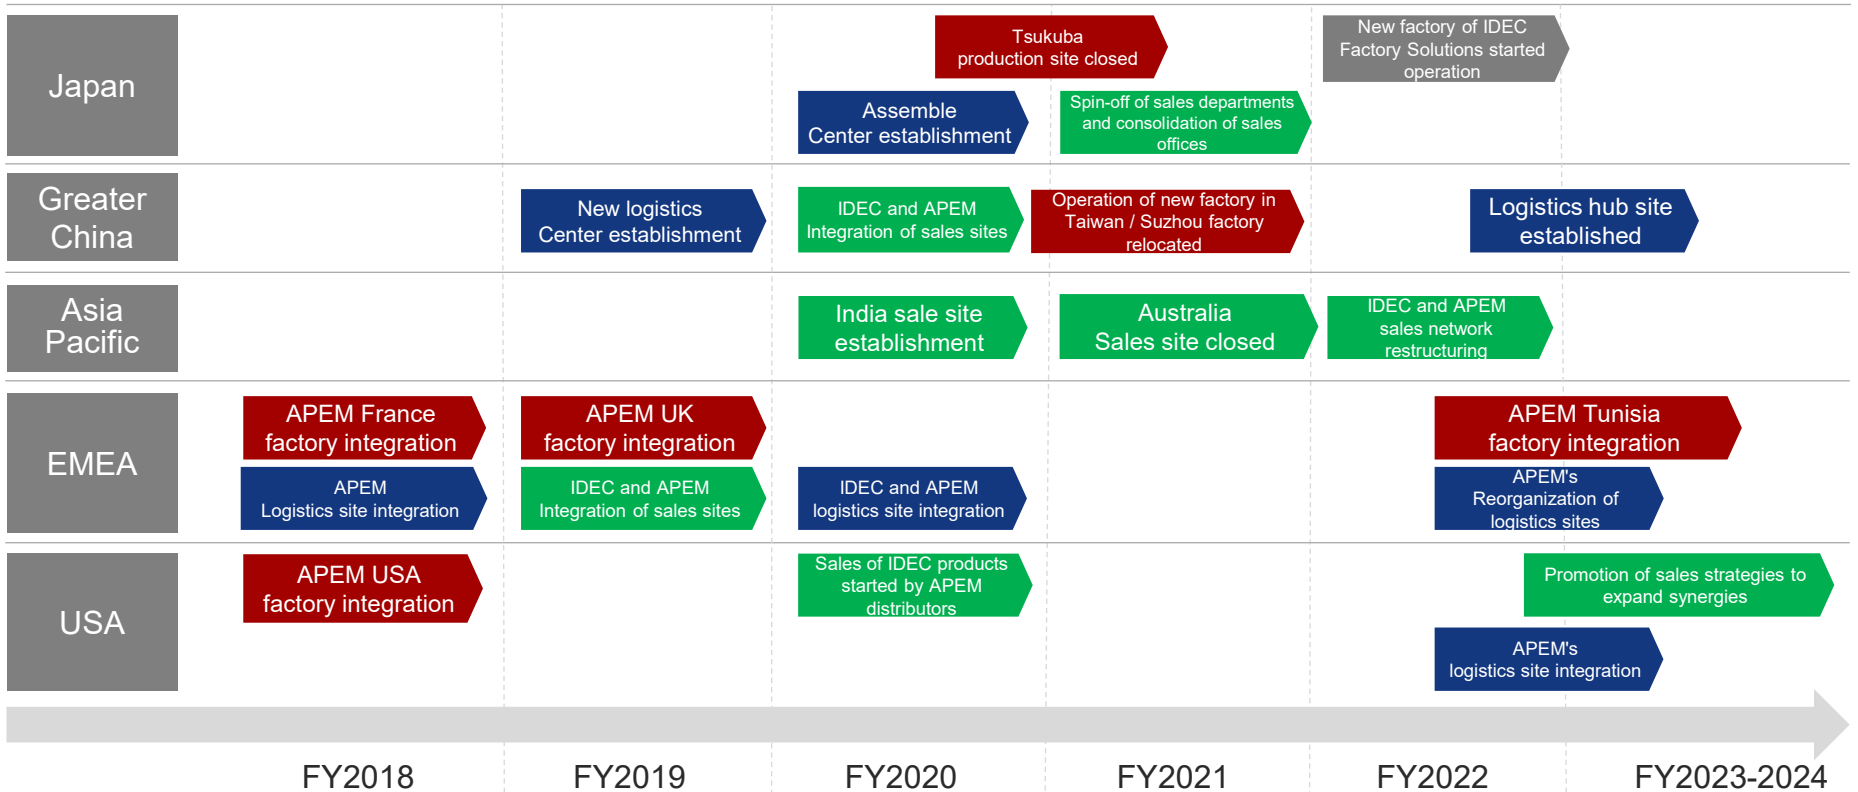 Japan
Tsukuba
production site closed
New factory of IDEC
Factory Solutions started
operation
Assemble
Center establishment
Spin-off of sales departments
and consolidation of sales
offices
Greater
China
New logistics
Center establishment
IDEC and APEM
Integration of sales sites
Operation of new factory in
Taiwan / Suzhou factory
relocated
Logistics hub site
established
Asia
Pacific
India sale site
establishment
Australia
Sales site closed
IDEC and APEM
sales network
restructuring
EMEA
APEM France
factory integration
APEM UK
factory integration
APEM Tunisia
factory integration
APEM
Logistics site integration
IDEC and APEM
Integration of sales sites
IDEC and APEM
logistics site integration
APEM's
Reorganization of
logistics sites
USA
APEM USA
factory integration
Sales of IDEC products
started by APEM
distributors
Promotion of sales strategies to
expand synergies
APEM's
logistics site integration
FY2018
FY2019
FY2020
FY2021
FY2022
FY2023-2024